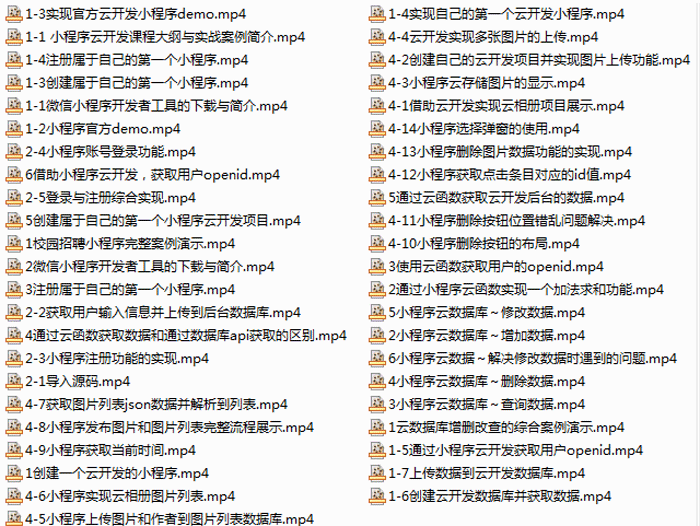 1-3实现官方云开发小程序demo.mp4
1-1 小程序云开发课程大纲与实战案例简介.mp4
1-4注册属于自己的第一个小程序.mp4
1-3创建属于自己的第一个小程序.mp4
1-1微信小程序开发者工具的下载与简介.mp4
1-2小程序官方demo.mp4
2-4小程序账号登录功能.mp4
6借助小程序云开发，获取用户openid.mp4
2-5登录与注册综合实现.mp4
5创建属于自己的第一个小程序云开发项目.mp4
1校园招聘小程序完整案例演示.mp4
2微信小程序开发者工具的下载与简介.mp4
3注册属于自己的第一个小程序.mp4
2-2获取用户输入信息并上传到后台数据库.mp4
4通过云函数获取数据和通过数据库api获取的区别.mp4
2-3小程序注册功能的实现.mp4
2-1导入源码.mp4
4-7获取图片列表json数据并解析到列表.mp4
4-8小程序发布图片和图片列表完整流程展示.mp4
4-9小程序获取当前时间.mp4
1创建一个云开发的小程序.mp4
4-6小程序实现云相册图片列表.mp4
4-5小程序上传图片和作者到图片列表数据库.mp4
1-4实现自己的第一个云开发小程序.mp4
4-4云开发实现多张图片的上传.mp4
4-2创建自己的云开发项目并实现图片上传功能.mp4
4-3小程序云存储图片的显示.mp4
4-1借助云开发实现云相册项目展示.mp4
4-14小程序选择弹窗的使用.mp4
4-13小程序删除图片数据功能的实现.mp4
4-12小程序获取点击条目对应的id值.mp4
5通过云函数获取云开发后台的数据.mp4
4-11小程序删除按钮位置错乱问题解决.mp4
4-10小程序删除按钮的布局.mp4
3使用云函数获取用户的openid.mp4
2通过小程序云函数实现一个加法求和功能.mp4
5小程序云数据库～修改数据.mp4
2小程序云数据库～增加数据.mp4
6小程序云数据～解决修改数据时遇到的问题.mp4
4小程序云数据库～删除数据.mp4
3小程序云数据库～查询数据.mp4
1云数据库增删改查的综合案例演示.mp4
1-5通过小程序云开发获取用户openid.mp4
1-7上传数据到云开发数据库.mp4
1-6创建云开发数据库并获取数据.mp4